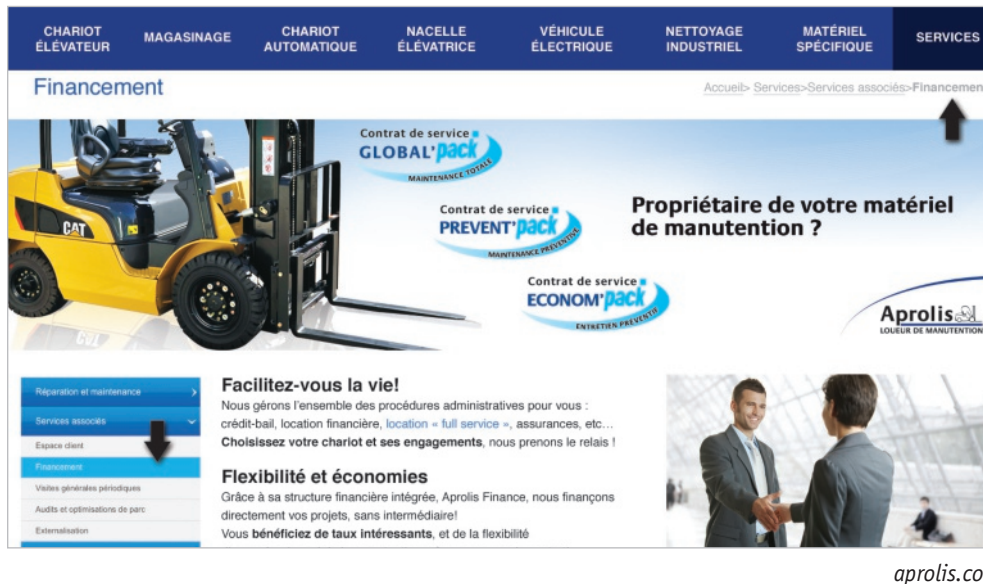 CHARIOT ÉLÉVATEUR
MAGASINAGE
CHARIOT AUTOMATIQUE
NACELLE ÉLÉVATRICE
VÉHICULE ÉLECTRIQUE
NETTOYAGE INDUSTRIEL
MATÉRIEL SPÉCIFIQUE
SERVICES
Financement
Accueil> Services>Services associés>Financemen
Contrat de service
GLOBAL'pack
MAINTENANCE TOTALE
Contrat de service
PREVENT'pack
MAINTENANCE PRÉVENTIVE
Contrat de service
ECONOM'pack
ENTRETIEN PRÉVENTIF
Propriétaire de votre matériel
de manutention ?
CAT
Aprolis
LOUEUR DE MANUTENTION
Réparation et maintenance
Services associés
Espace client
Financement
Visites générales périodiques
Audits et optimisations de parc
Externalisation
Facilitez-vous la vie!
Nous gérons l'ensemble des procédures administratives pour vous :
crédit-bail, location financière, location « full service », assurances, etc…
Choisissez votre chariot et ses engagements, nous prenons le relais !
Flexibilité et économies
Grâce à sa structure financière intégrée, Aprolis Finance, nous finançons
directement vos projets, sans intermédiaire!
Vous bénéficiez de taux intéressants, et de la flexibilité
aprolis.co